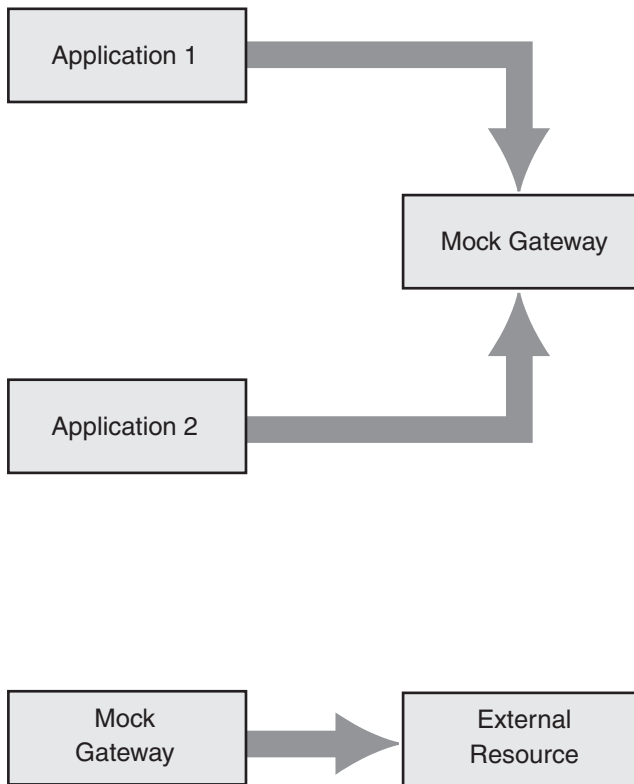 Application 1
Mock Gateway
Application 2
Mock
Gateway
External
Resource